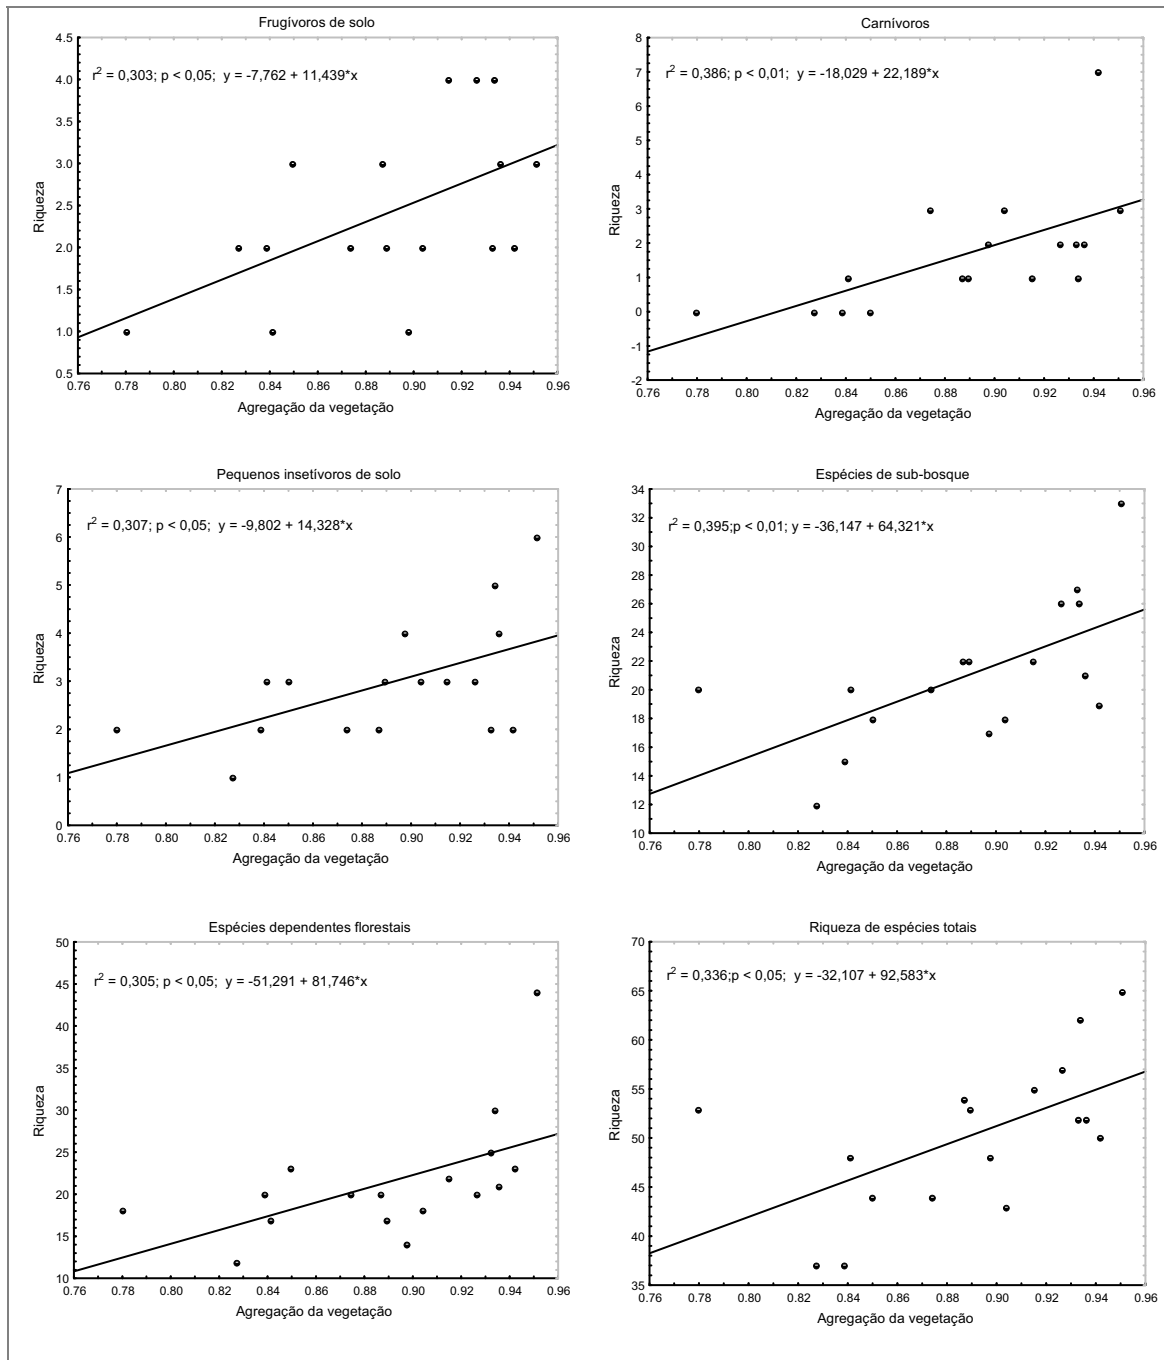 Frugívoros de solo
r2 = 0,303; p < 0,05; y = -7,762 + 11,439*x
Riqueza
4.5
4.0
3.5
3.0
2.5
2.0
1.5
1.0
0.5
0.76 0.78 0.80 0.82 0.84 0.86 0.88 0.90 0.92 0.94 0.96
Agregação da vegetação
Carnívoros
r2 = 0,386; p < 0,01; y = -18,029 + 22,189*x
Riqueza
8
7
6
5
4
3
2
1
0
-1
-2
0.76 0.78 0.80 0.82 0.84 0.86 0.88 0.90 0.92 0.94 0.96
Agregação da vegetação
Pequenos insetívoros de solo
r2 = 0,307; p < 0,05; y = -9,802 + 14,328*x
Riqueza
7
6
5
4
3
2
1
0
0.76 0.78 0.80 0.82 0.84 0.86 0.88 0.90 0.92 0.94 0.96
Agregação da vegetação
Espécies de sub-bosque
r2 = 0,395;p < 0,01; y = -36,147 + 64,321*x
Riqueza
34
32
30
28
26
24
22
20
18
16
14
12
10
0.76 0.78 0.80 0.82 0.84 0.86 0.88 0.90 0.92 0.94 0.96
Agregação da vegetação
Espécies dependentes florestais
r2 = 0,305; p < 0,05; y = -51,291 + 81,746*x
Riqueza
50
45
40
35
30
25
20
15
10
0.76 0.78 0.80 0.82 0.84 0.86 0.88 0.90 0.92 0.94 0.96
Agregação da vegetação
Riqueza de espécies totais
r2 = 0,336;p < 0,05; y = -32,107 + 92,583*x
Riqueza
70
65
60
55
50
45
40
35
0.76 0.78 0.80 0.82 0.84 0.86 0.88 0.90 0.92 0.94 0.96
Agregação da vegetação